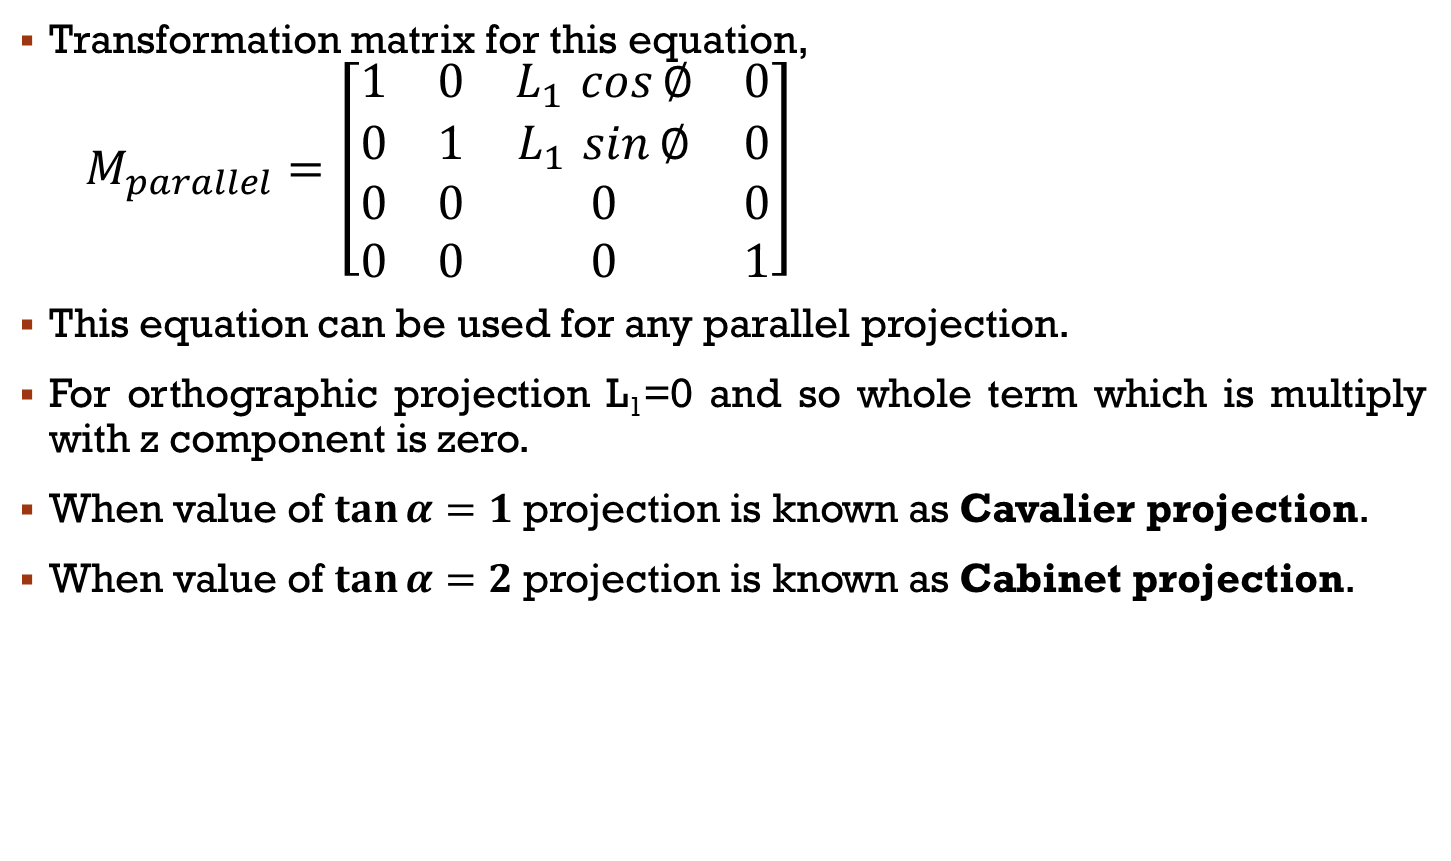 ▪ Transformation matrix for this equation,
M_parallel = [1 0 L₁ cos ∅ 0
0 1 L₁ sin ∅ 0
0 0 0 0
0 0 0 1]
▪ This equation can be used for any parallel projection.
▪ For orthographic projection L₁=0 and so whole term which is multiply
with z component is zero.
▪ When value of tan α = 1 projection is known as Cavalier projection.
▪ When value of tan α = 2 projection is known as Cabinet projection.